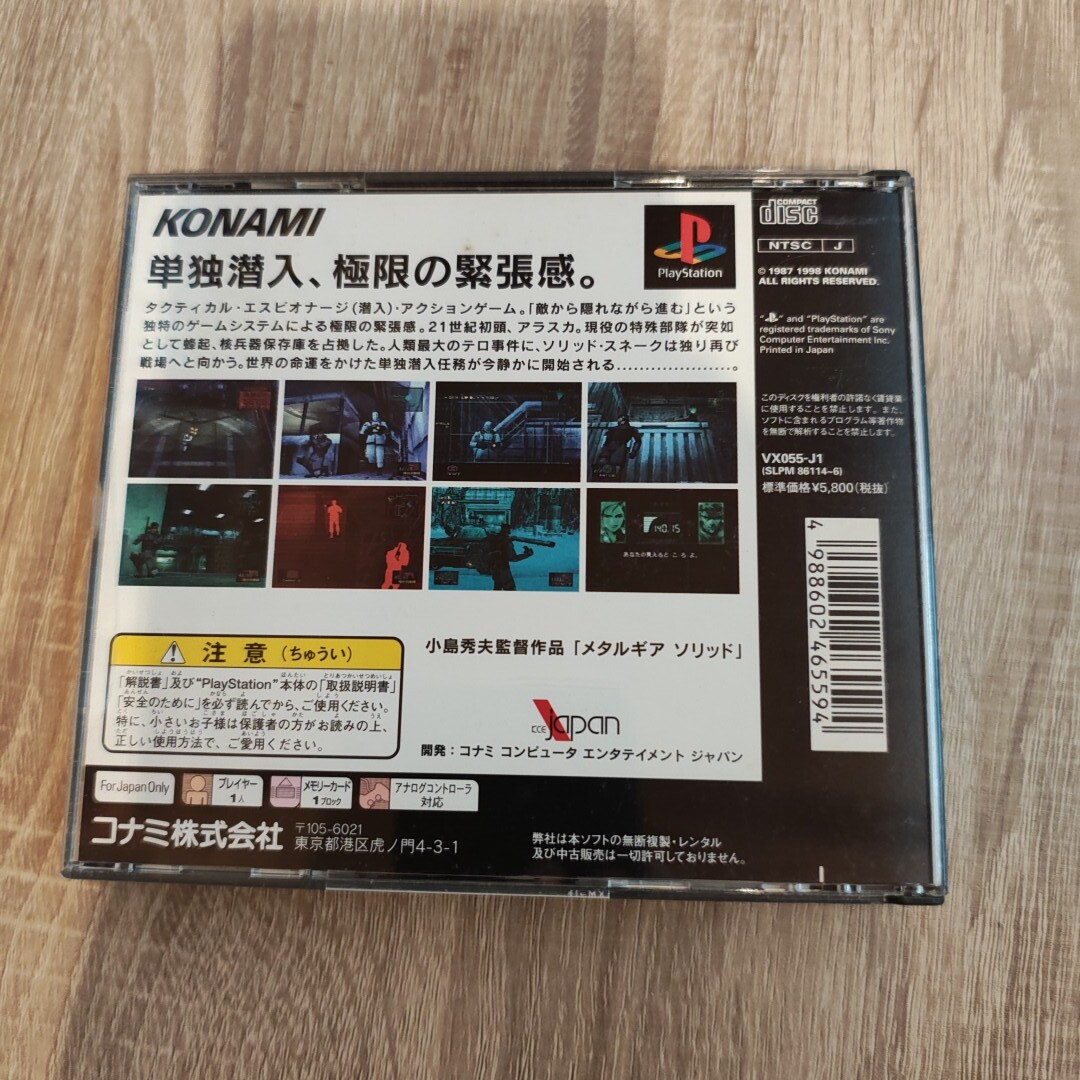 KONAMI
PlayStation
単独潜入、極限の緊張感。
タクティカル・エスピオナージ(潜入)・アクションゲーム。「敵から隠れながら進む」という
独特のゲームシステムによる極限の緊張感。21世紀初頭、アラスカ。現役の特殊部隊が突如
として蜂起、核兵器保存庫を占拠した。人類最大のテロ事件に、ソリッド・スネークは独り再び
戦場へと向かう。世界の命運をかけた単独潜入任務が今静かに開始される.....................。
140.15
小島秀夫監督作品「メタルギア ソリッド」
japan
開発：コナミ コンピュータ エンタテイメント ジャパン
注意(ちゅうい)
「解説書」及び“PlayStation”本体の「取扱説明書」
「安全のために」を必ず読んでから、ご使用ください。
特に、小さいお子様は保護者の方がお読みの上、
正しい使用方法で、ご愛用ください。
For Japan Only
プレイヤー
1人
メモリーカード
1ブロック
アナログコントローラ
対応
コナミ株式会社
〒105-6021
東京都港区虎ノ門4-3-1
弊社は本ソフトの無断複製・レンタル
及び中古販売は一切許可しておりません。
COMPACT
disc
NTSC J
© 1987 1998 KONAMI
ALL RIGHTS RESERVED.
" " and "PlayStation" are
registered trademarks of Sony
Computer Entertainment Inc.
Printed in Japan
このディスクを権利者の許諾なく賃貸業
に使用することを禁止します。また、
ソフトに含まれるプログラム等著作物
を無断で解析することを禁止します。
VX055-J1
(SLPM 86114~6)
標準価格¥5,800(税抜)
4 988602 465594